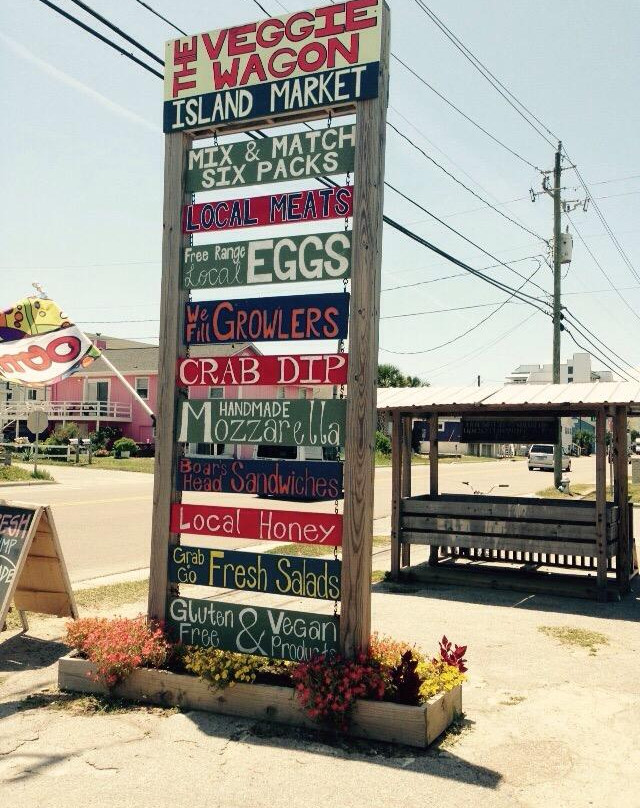 THE VEGGIE
WAGON
ISLAND MARKET
MIX & MATCH
SIX PACKS
LOCAL MEATS
Free Range
Local EGGS
We
Fill GROWLERS
CRAB DIP
HANDMADE
Mozzarella
Boar's
Head Sandwiches
Local Honey
Grab
Go Fresh Salads
Gluten & Vegan
Free Products